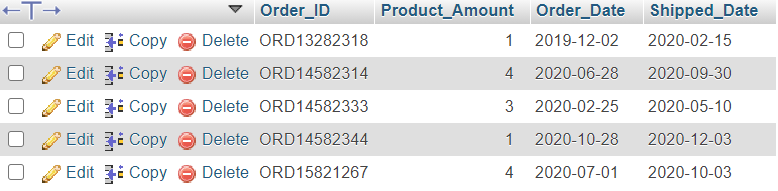 Order_ID Product_Amount Order_Date Shipped_Date
Edit Copy Delete ORD13282318 1 2019-12-02 2020-02-15
Edit Copy Delete ORD14582314 4 2020-06-28 2020-09-30
Edit Copy Delete ORD14582333 3 2020-02-25 2020-05-10
Edit Copy Delete ORD14582344 1 2020-10-28 2020-12-03
Edit Copy Delete ORD15821267 4 2020-07-01 2020-10-03